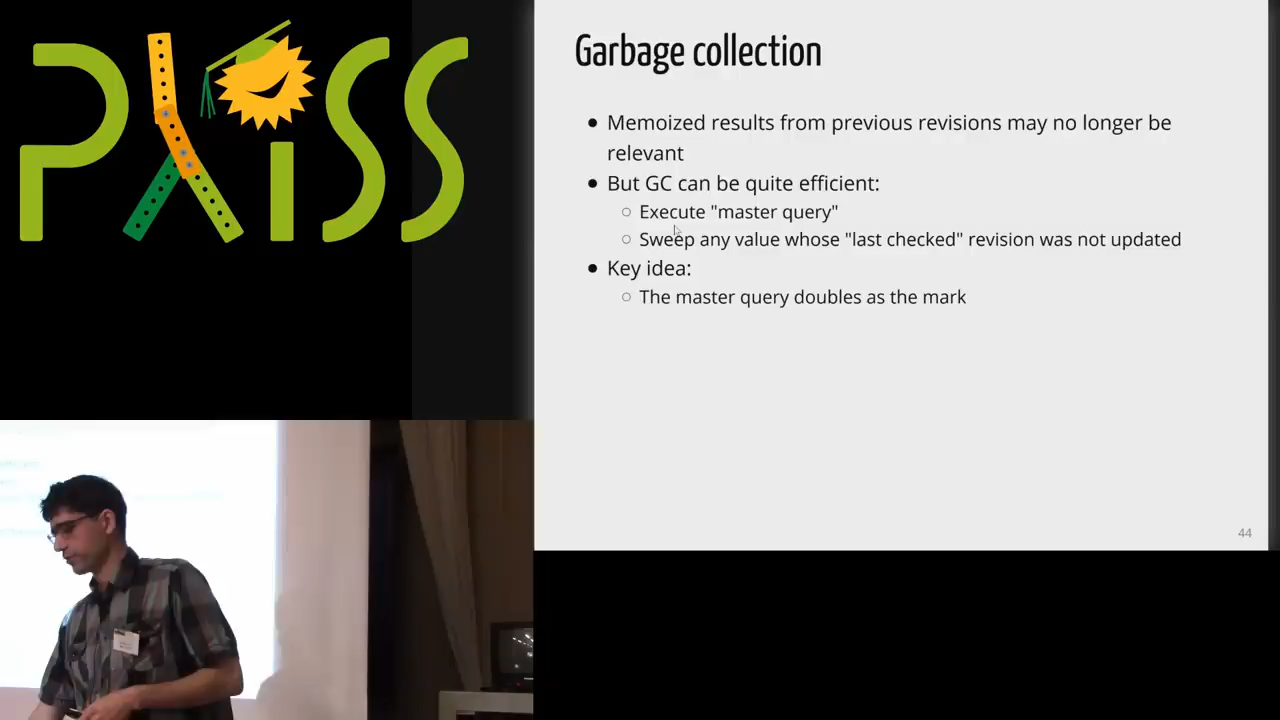 PLISS
Garbage collection
● Memoized results from previous revisions may no longer be
relevant
● But GC can be quite efficient:
○ Execute "master query"
○ Sweep any value whose "last checked" revision was not updated
● Key idea:
○ The master query doubles as the mark
44